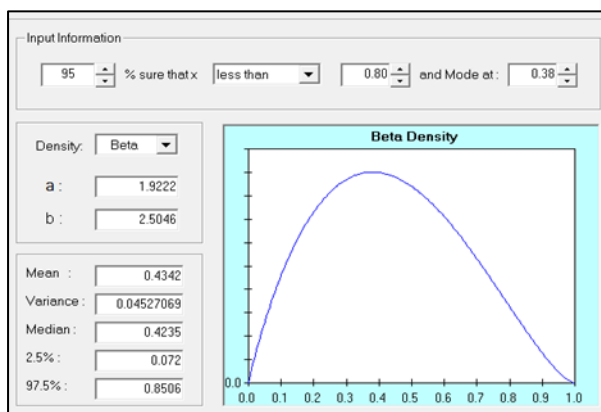 Input Information
95 % sure that x less than 0.80 and Mode at : 0.38
Density: Beta
a : 1.9222
b : 2.5046
Mean : 0.4342
Variance : 0.04527069
Median : 0.4235
2.5% : 0.072
97.5% : 0.8506
Beta Density
0.0
0.0 0.1 0.2 0.3 0.4 0.5 0.6 0.7 0.8 0.9 1.0